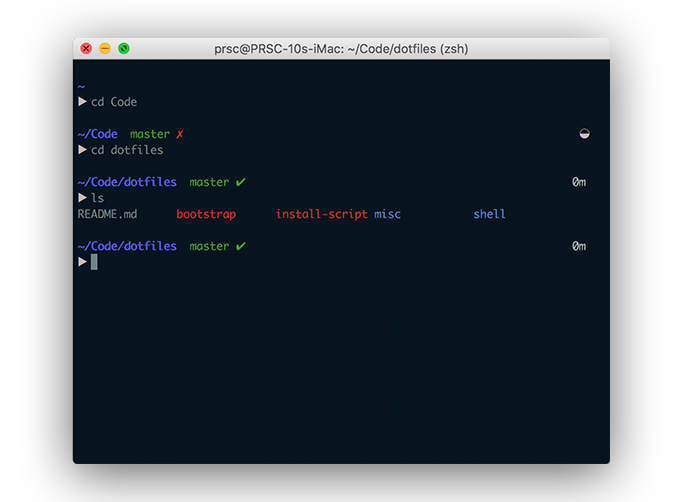 prsc@PRSC-10s-iMac: ~/Code/dotfiles (zsh)
~
▶ cd Code
~/Code master ✗ ◒
▶ cd dotfiles
~/Code/dotfiles master ✔ 0m
▶ ls
README.md bootstrap install-script misc shell
~/Code/dotfiles master ✔ 0m
▶